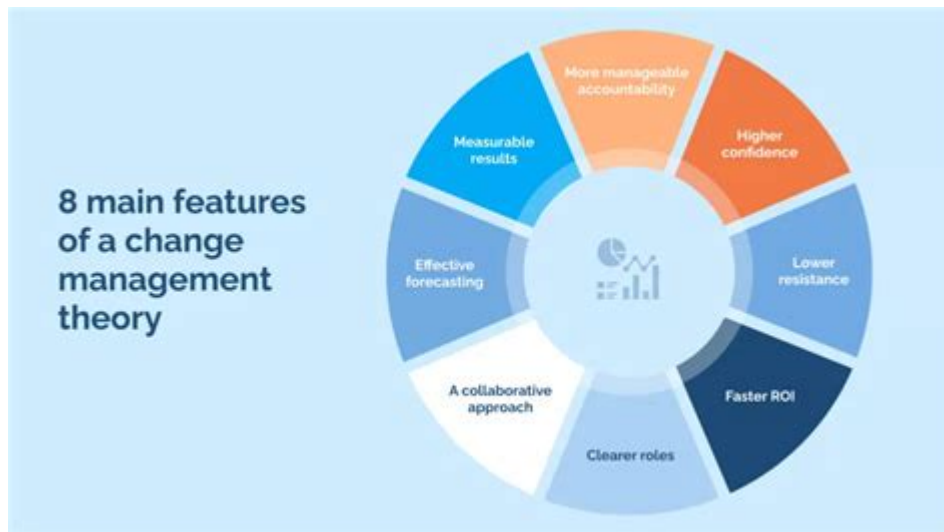 8 main features
of a change
management
theory
More manageable
accountability
Higher
confidence
Lower
resistance
Faster ROI
Clearer roles
A collaborative
approach
Effective
forecasting
Measurable
results